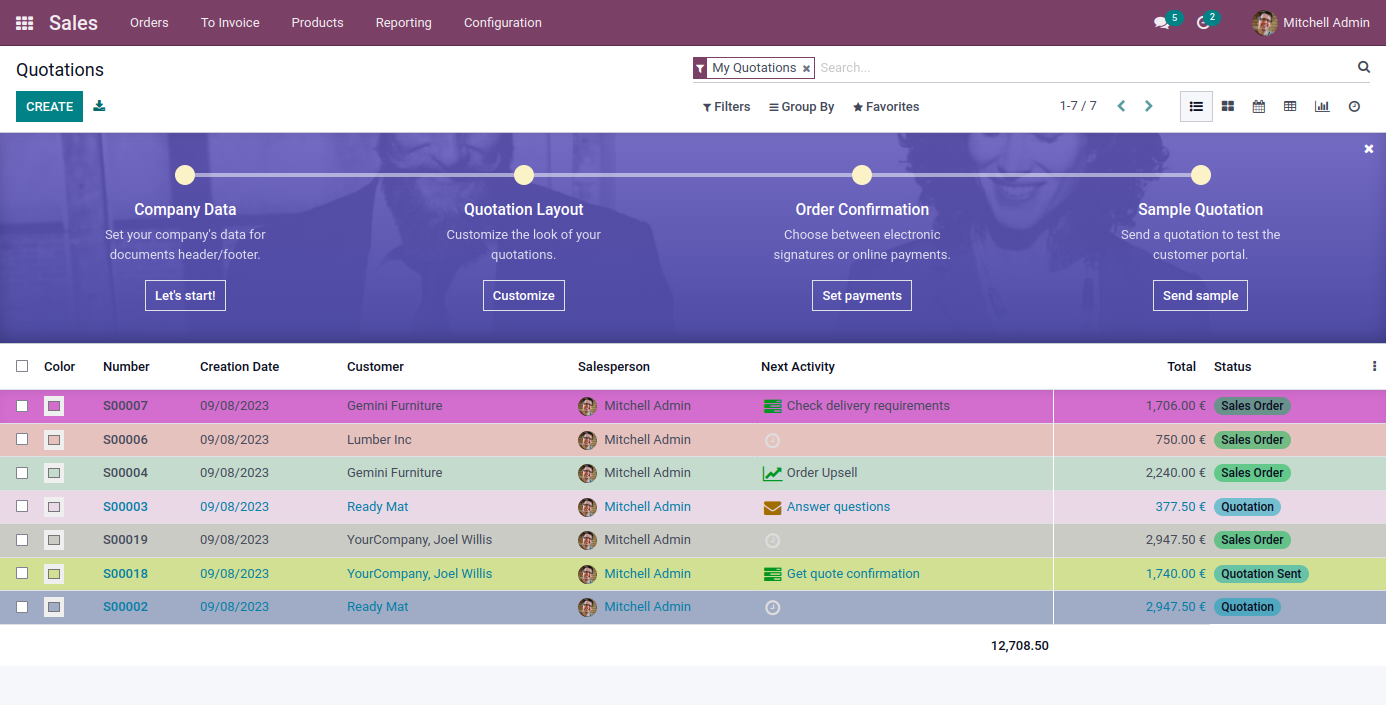 Sales Orders To Invoice Products Reporting Configuration 5 2 Mitchell Admin
Quotations My Quotations × Search...
CREATE Filters Group By Favorites 1-7 / 7
Company Data Quotation Layout Order Confirmation Sample Quotation
Set your company's data for Customize the look of your Choose between electronic Send a quotation to test the
documents header/footer. quotations. signatures or online payments. customer portal.
Let's start! Customize Set payments Send sample
Color Number Creation Date Customer Salesperson Next Activity Total Status
S00007 09/08/2023 Gemini Furniture Mitchell Admin Check delivery requirements 1,706.00 € Sales Order
S00006 09/08/2023 Lumber Inc Mitchell Admin 750.00 € Sales Order
S00004 09/08/2023 Gemini Furniture Mitchell Admin Order Upsell 2,240.00 € Sales Order
S00003 09/08/2023 Ready Mat Mitchell Admin Answer questions 377.50 € Quotation
S00019 09/08/2023 YourCompany, Joel Willis Mitchell Admin 2,947.50 € Sales Order
S00018 09/08/2023 YourCompany, Joel Willis Mitchell Admin Get quote confirmation 1,740.00 € Quotation Sent
S00002 09/08/2023 Ready Mat Mitchell Admin 2,947.50 € Quotation
12,708.50